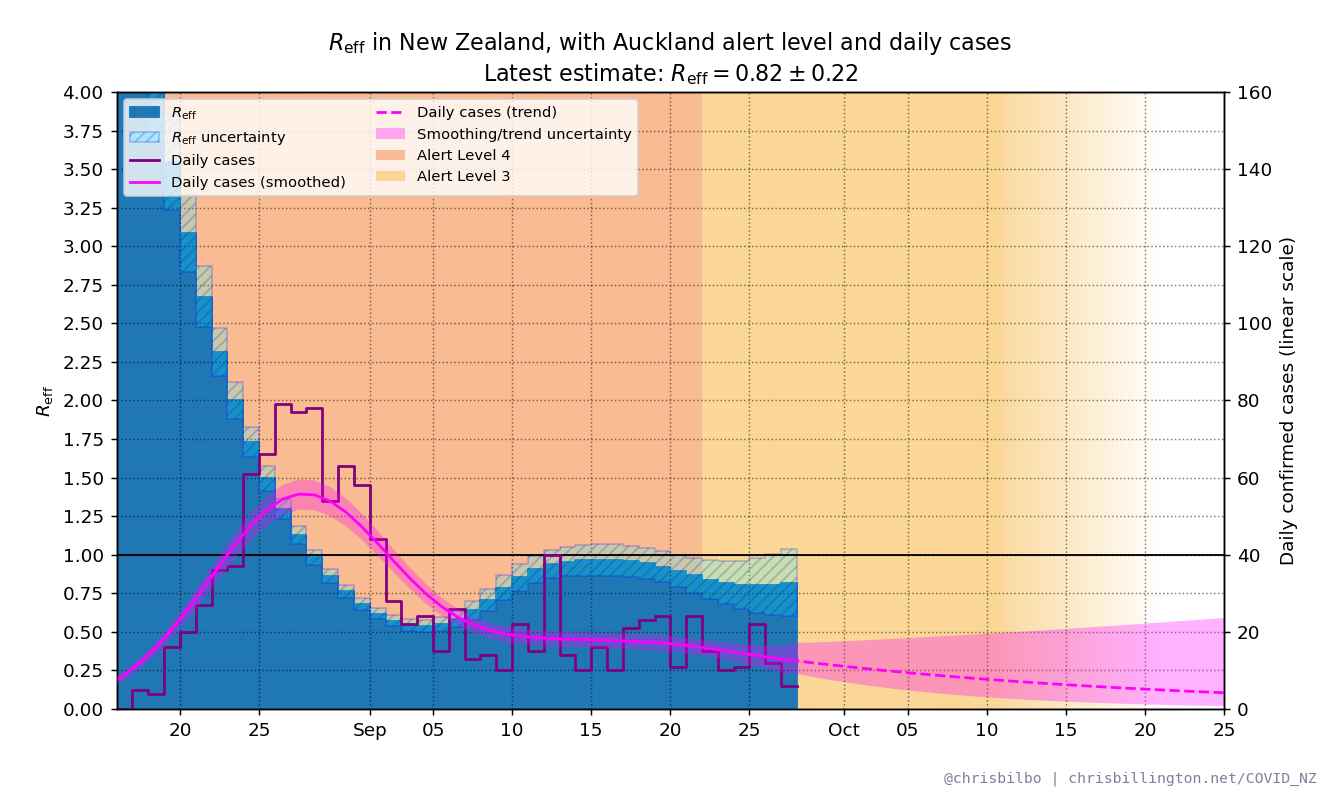 R_eff in New Zealand, with Auckland alert level and daily cases
Latest estimate: R_eff = 0.82 ± 0.22
4.00
3.75
3.50
3.25
3.00
2.75
2.50
2.25
2.00
1.75
1.50
1.25
1.00
0.75
0.50
0.25
0.00
R_eff
R_eff
R_eff uncertainty
Daily cases
Daily cases (smoothed)
Daily cases (trend)
Smoothing/trend uncertainty
Alert Level 4
Alert Level 3
160
140
120
100
80
60
40
20
0
Daily confirmed cases (linear scale)
20 25 Sep 05 10 15 20 25 Oct 05 10 15 20 25
@chrisbilbo | chrisbillington.net/COVID_NZ